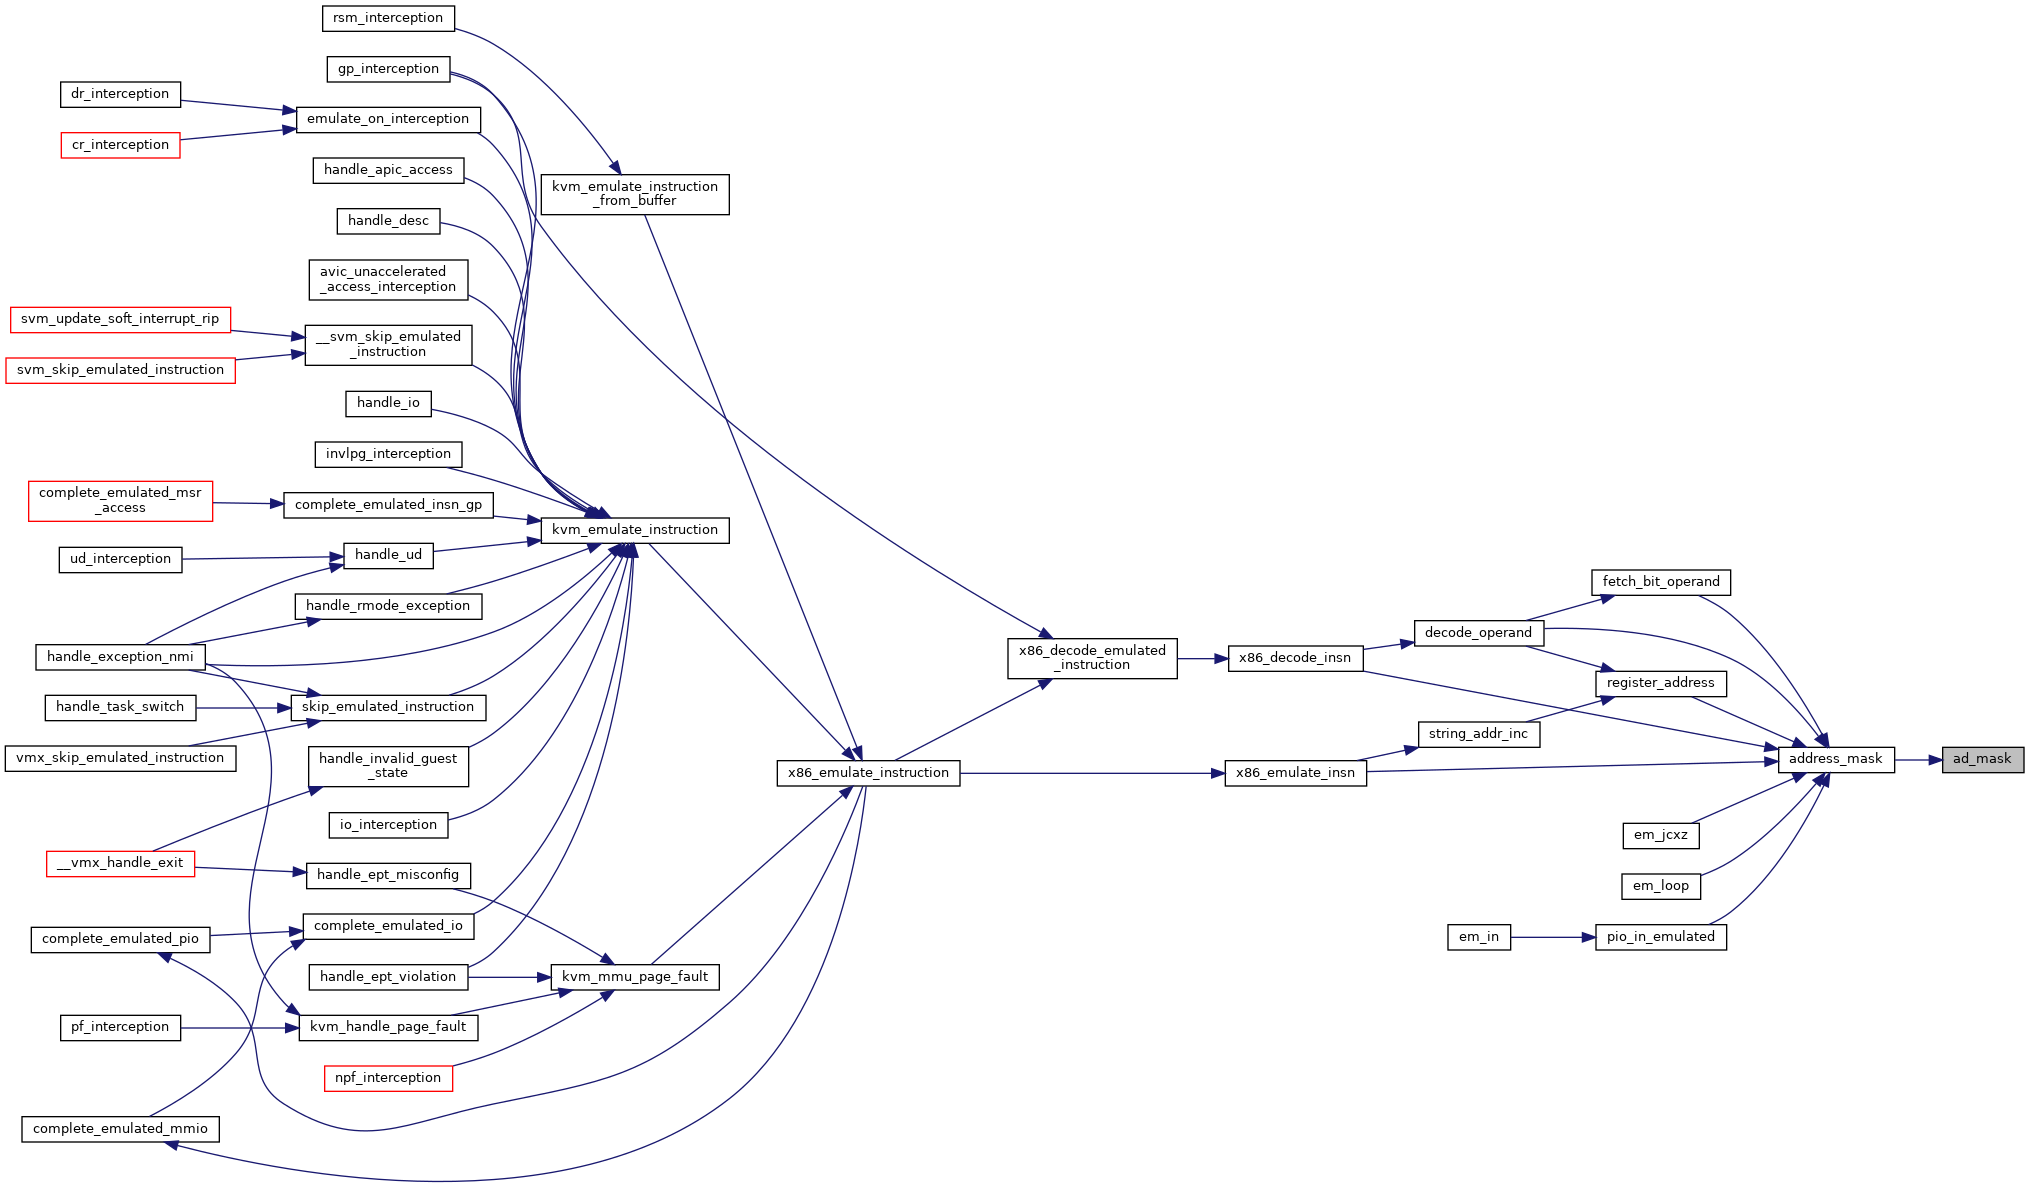 rsm_interception
gp_interception
dr_interception
emulate_on_interception
cr_interception
handle_apic_access
kvm_emulate_instruction
_from_buffer
handle_desc
avic_unaccelerated
_access_interception
svm_update_soft_interrupt_rip
__svm_skip_emulated
_instruction
svm_skip_emulated_instruction
handle_io
invlpg_interception
complete_emulated_msr
_access
complete_emulated_insn_gp
kvm_emulate_instruction
ud_interception
handle_ud
handle_rmode_exception
handle_exception_nmi
handle_task_switch
skip_emulated_instruction
vmx_skip_emulated_instruction
handle_invalid_guest
_state
io_interception
__vmx_handle_exit
handle_ept_misconfig
complete_emulated_io
complete_emulated_pio
handle_ept_violation
kvm_mmu_page_fault
pf_interception
kvm_handle_page_fault
npf_interception
complete_emulated_mmio
x86_decode_emulated
_instruction
x86_emulate_instruction
x86_decode_insn
x86_emulate_insn
fetch_bit_operand
decode_operand
register_address
string_addr_inc
address_mask
ad_mask
em_jcxz
em_loop
em_in
pio_in_emulated